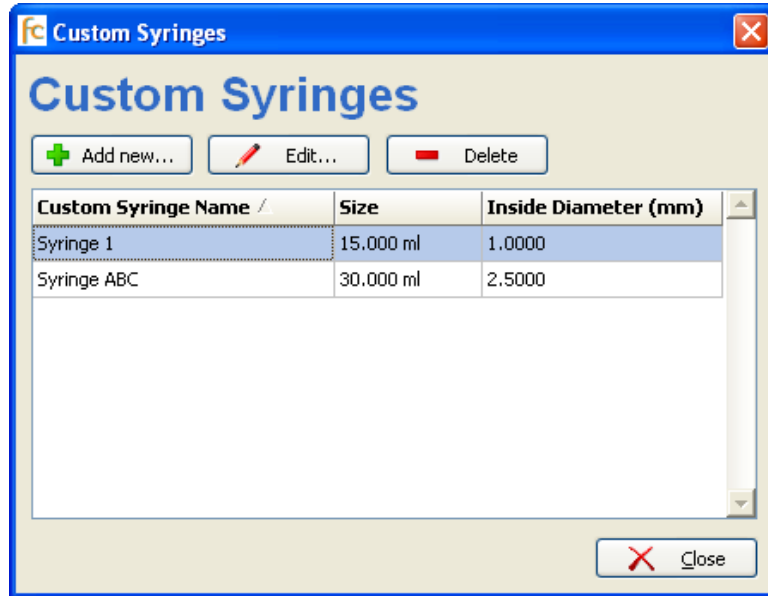 fc Custom Syringes
Custom Syringes
Add new... Edit... Delete
Custom Syringe Name Size Inside Diameter (mm)
Syringe 1 15.000 ml 1.0000
Syringe ABC 30.000 ml 2.5000
Close